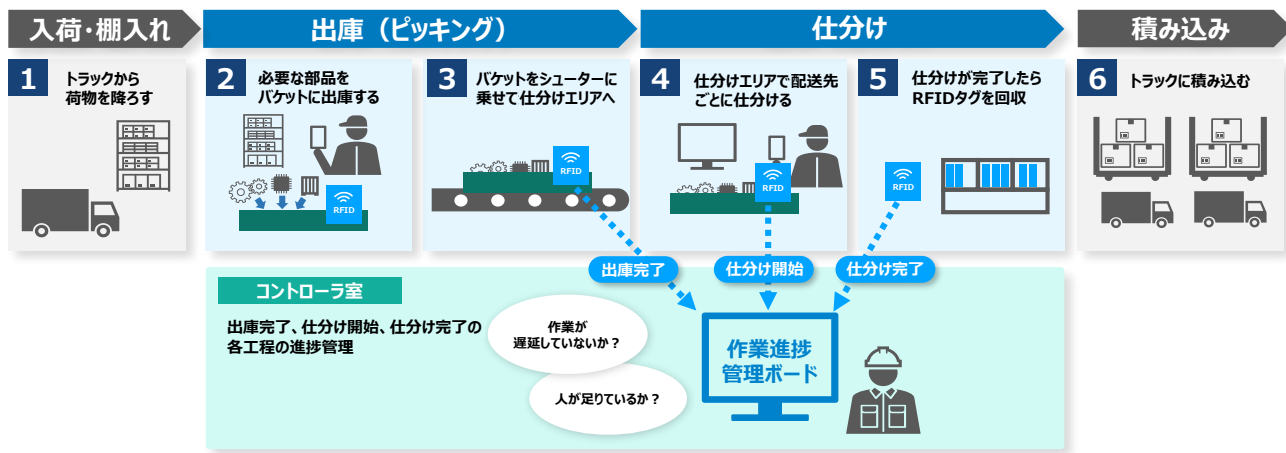 入荷・棚入れ
出庫（ピッキング）
仕分け
積み込み
1
トラックから
荷物を降ろす
2
必要な部品を
バケットに出庫する
RFID
3
バケットをシューターに
乗せて仕分けエリアへ
RFID
4
仕分けエリアで配送先
ごとに仕分ける
RFID
5
仕分けが完了したら
RFIDタグを回収
RFID
6
トラックに積み込む
出庫完了
仕分け開始
仕分け完了
コントローラ室
出庫完了、仕分け開始、仕分け完了の
各工程の進捗管理
作業が
遅延していないか？
人が足りているか？
作業進捗
管理ボード